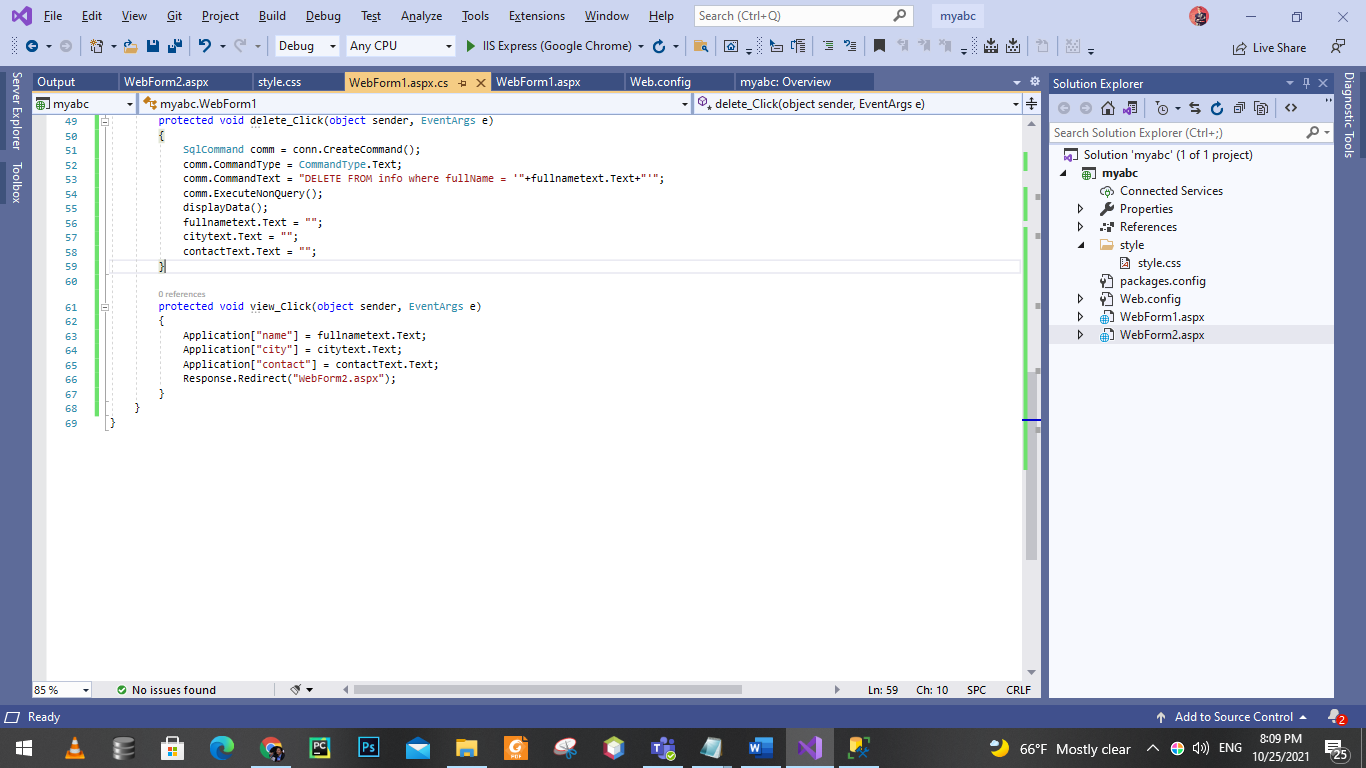 File Edit View Git Project Build Debug Test Analyze Tools Extensions Window Help Search (Ctrl+Q) myabc
Debug Any CPU IIS Express (Google Chrome) Live Share
Server Explorer
Toolbox
Output WebForm2.aspx style.css WebForm1.aspx.cs WebForm1.aspx Web.config myabc: Overview
myabc myabc.WebForm1 delete_Click(object sender, EventArgs e)
49 protected void delete_Click(object sender, EventArgs e)
50 {
51 SqlCommand comm = conn.CreateCommand();
52 comm.CommandType = CommandType.Text;
53 comm.CommandText = "DELETE FROM info where fullName = '"+fullnametext.Text+"'";
54 comm.ExecuteNonQuery();
55 displayData();
56 fullnametext.Text = "";
57 citytext.Text = "";
58 contactText.Text = "";
59 }
60
0 references
61 protected void view_Click(object sender, EventArgs e)
62 {
63 Application["name"] = fullnametext.Text;
64 Application["city"] = citytext.Text;
65 Application["contact"] = contactText.Text;
66 Response.Redirect("WebForm2.aspx");
67 }
68 }
69 }
85 % No issues found Ln: 59 Ch: 10 SPC CRLF
Solution Explorer
Search Solution Explorer (Ctrl+;)
Solution 'myabc' (1 of 1 project)
myabc
Connected Services
Properties
References
style
style.css
packages.config
Web.config
WebForm1.aspx
WebForm2.aspx
Diagnostic Tools
Ready Add to Source Control 2
PC Ps PDF 66°F Mostly clear ENG 8:09 PM
10/25/2021 25